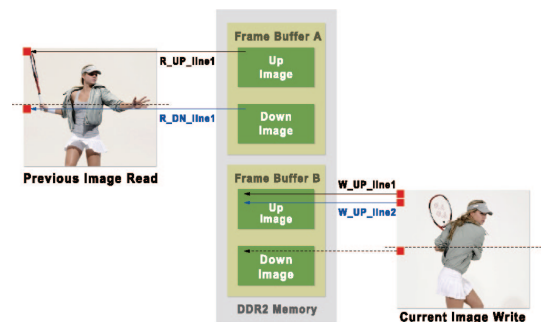 Frame Buffer A
R_UP_line1
Up
Image
R_DN_line1
Down
Image
Previous Image Read
Frame Buffer B
W_UP_line1
Up
Image
W_UP_line2
Down
Image
DDR2 Memory
Current Image Write